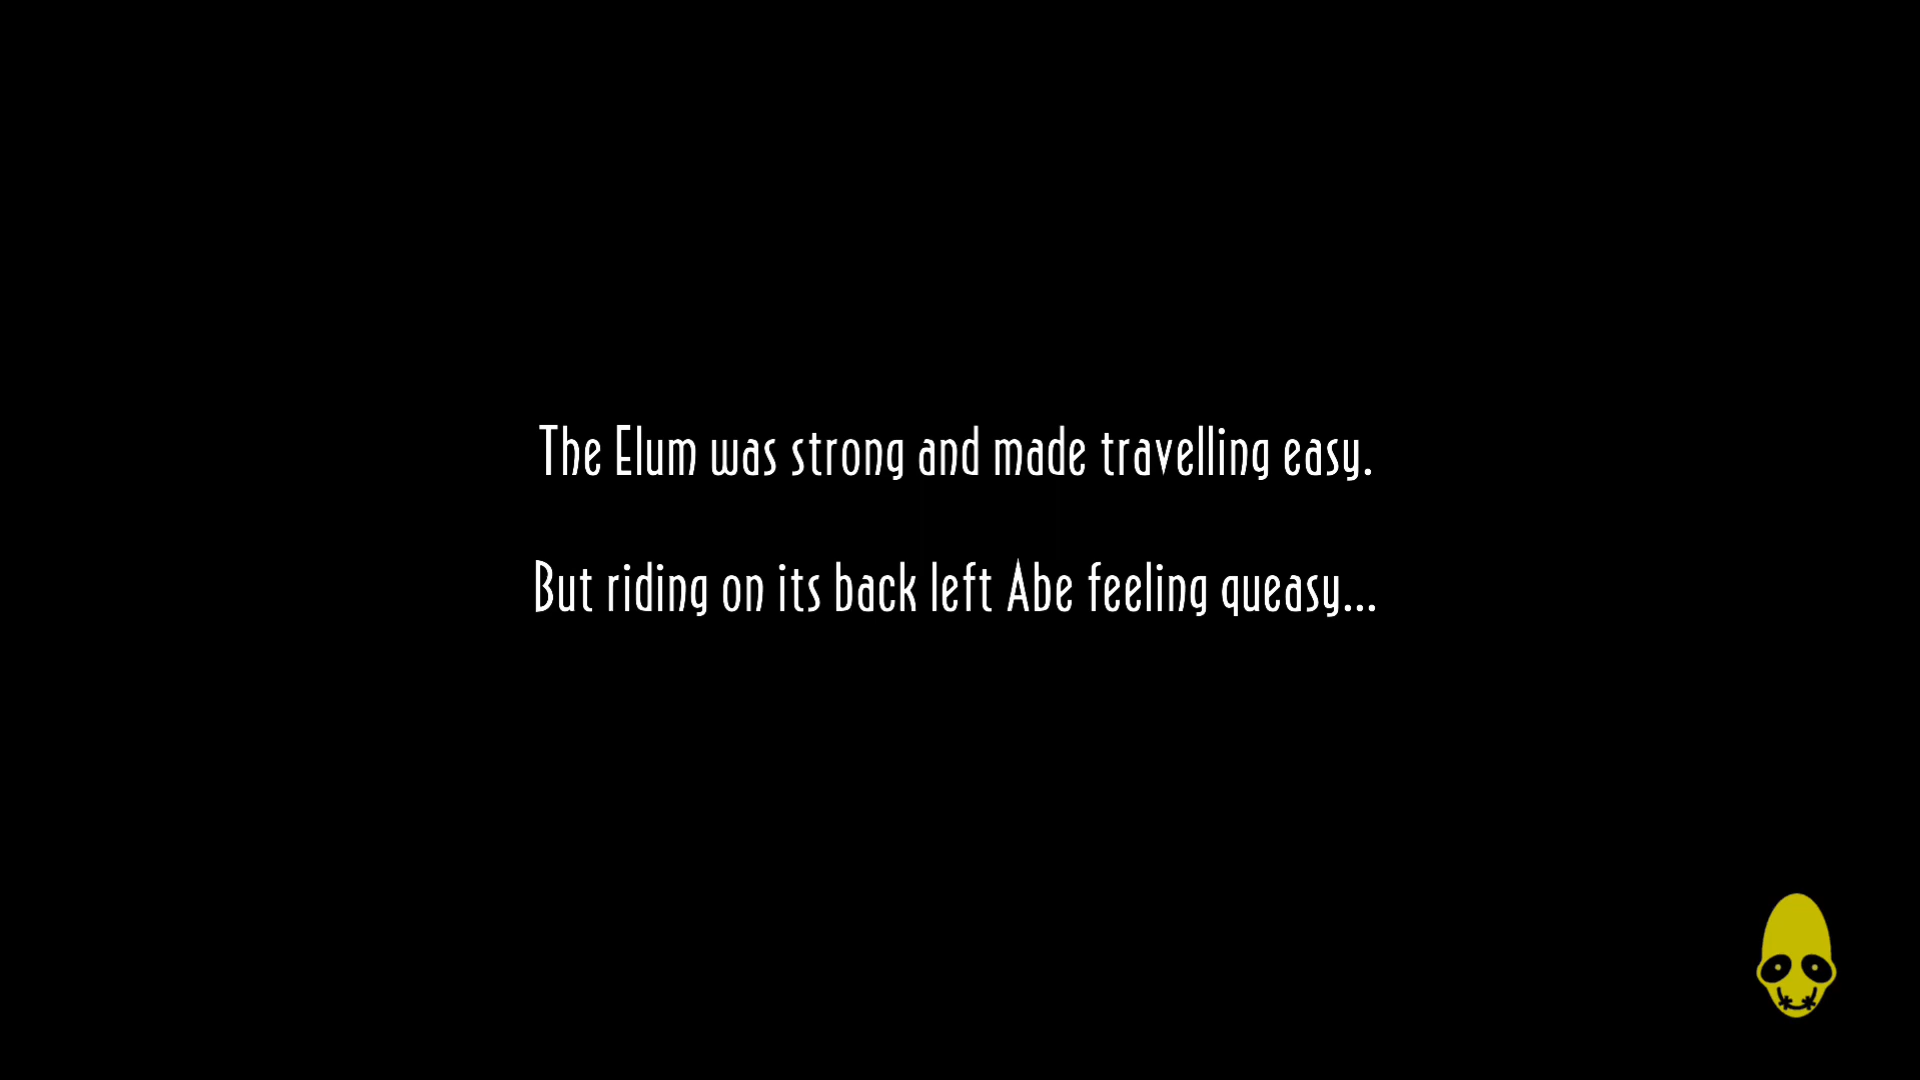 The Elum was strong and made travelling easy.
But riding on its back left Abe feeling queasy...